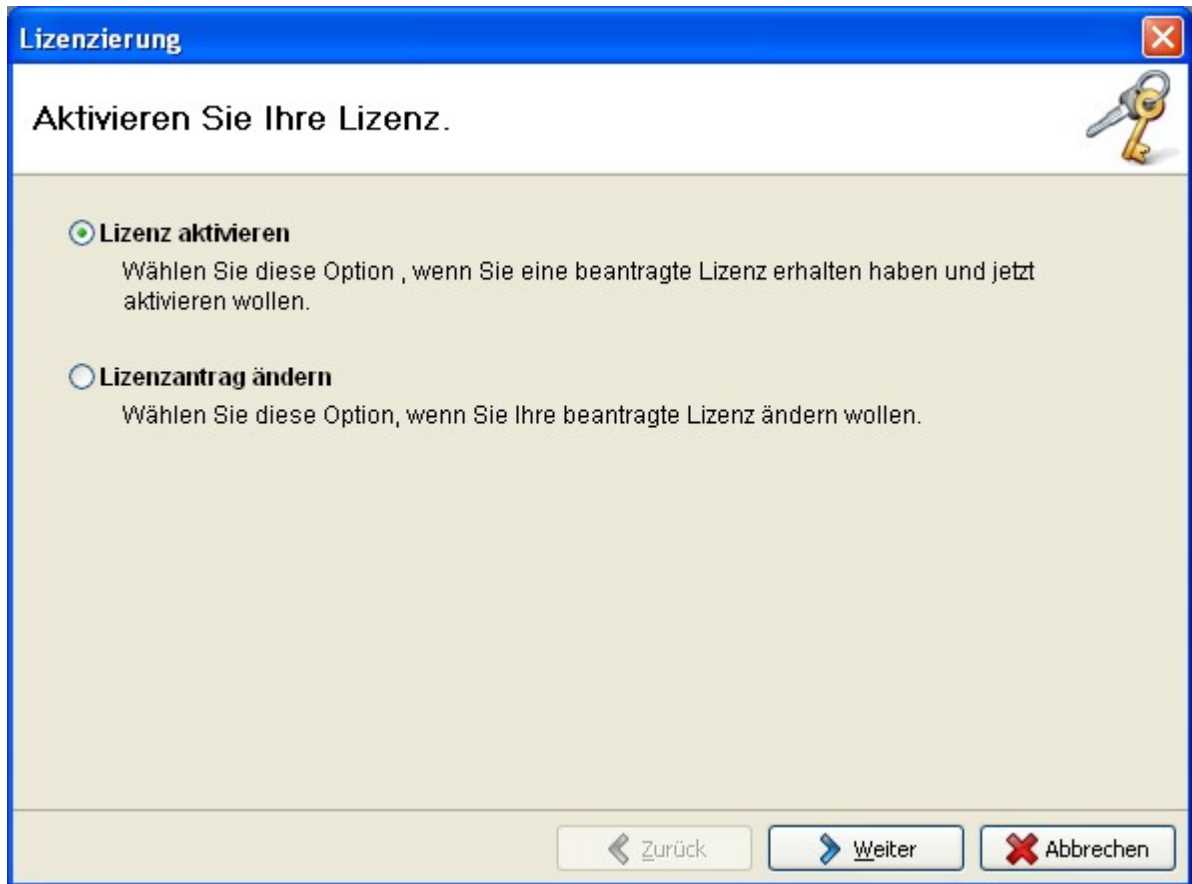 Lizenzierung
Aktivieren Sie Ihre Lizenz.
Lizenz aktivieren
Wählen Sie diese Option , wenn Sie eine beantragte Lizenz erhalten haben und jetzt
aktivieren wollen.
Lizenzantrag ändern
Wählen Sie diese Option, wenn Sie Ihre beantragte Lizenz ändern wollen.
Zurück Weiter Abbrechen